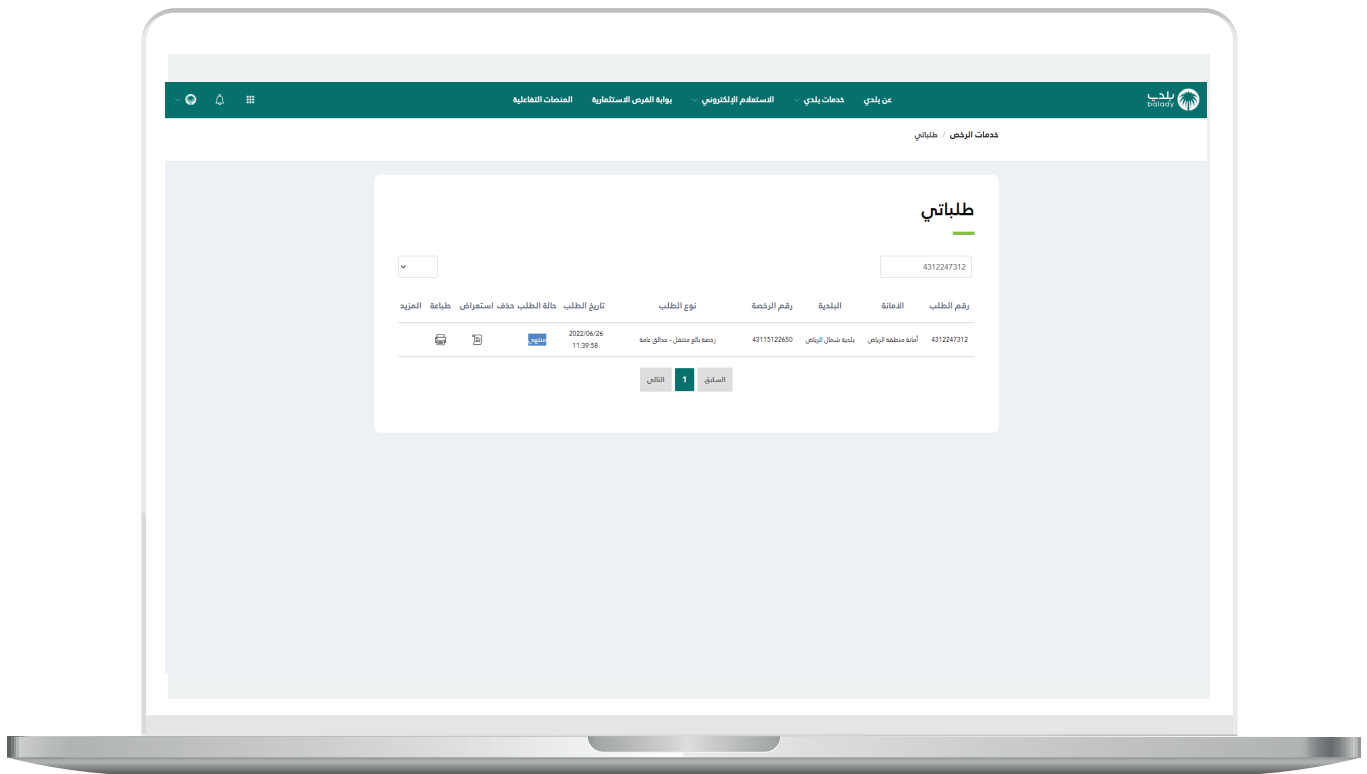 بلدي
balady
عن بلدي خدمات بلدي الاستعلام الإلكتروني بوابة الفرص الاستثمارية المنصات التفاعلية
خدمات الرخص / طلباتي
طلباتي
4312247312
رقم الطلب الامانة البلدية رقم الرخصة نوع الطلب تاريخ الطلب حالة الطلب حذف استعراض طباعة المزيد
4312247312 أمانة منطقة الرياض بلدية شمال الرياض 43115122650 رخصة بائع متنقل - حدائق عامة 2022/06/26 منتهي
11:39:58
السابق 1 التالي